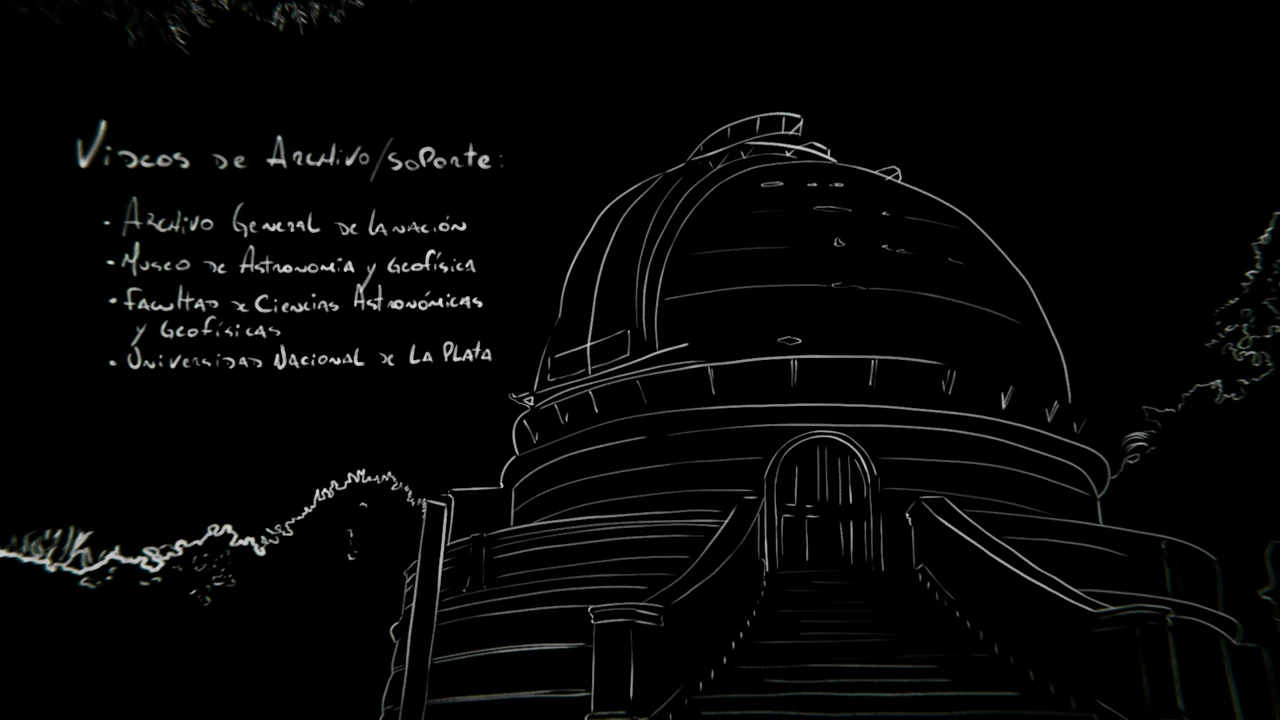 Videos de Archivo/soporte:
· Archivo General de la nación
· Museo de Astronomía y Geofísica
· Facultad de Ciencias Astronómicas
y Geofísicas
· Universidad Nacional de La Plata